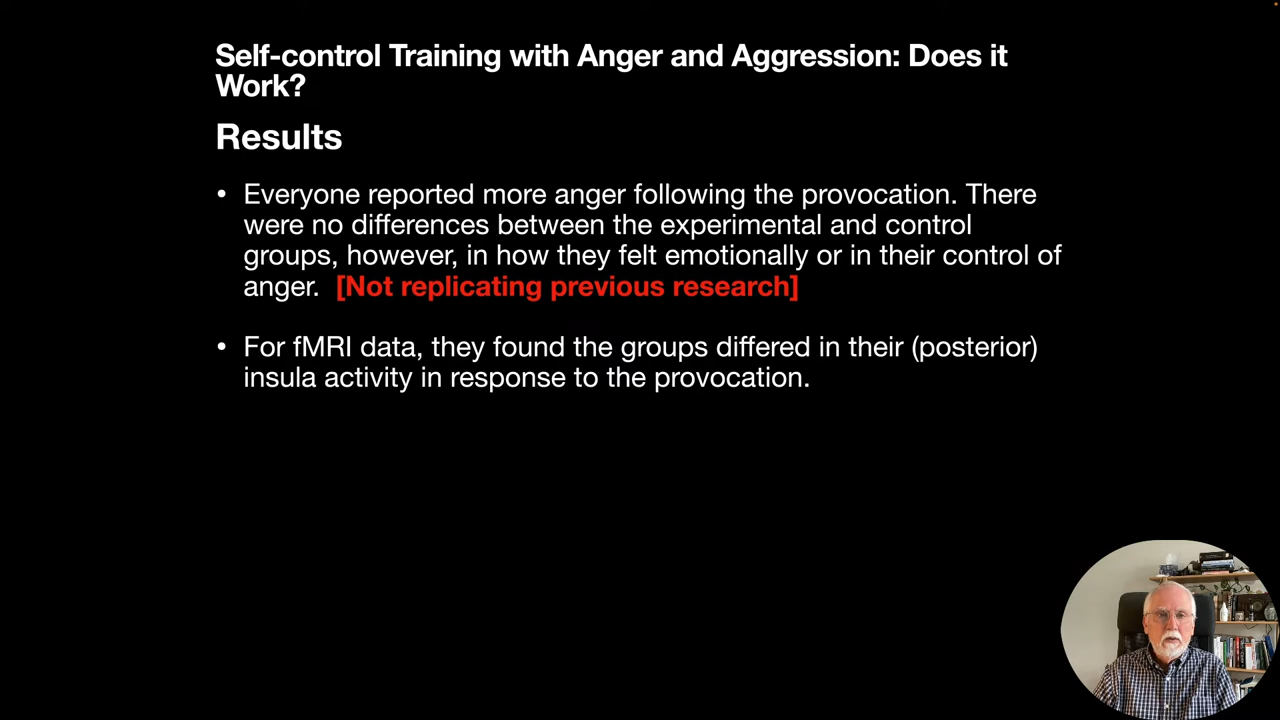 Self-control Training with Anger and Aggression: Does it
Work?
Results
• Everyone reported more anger following the provocation. There
were no differences between the experimental and control
groups, however, in how they felt emotionally or in their control of
anger. [Not replicating previous research]
• For fMRI data, they found the groups differed in their (posterior)
insula activity in response to the provocation.